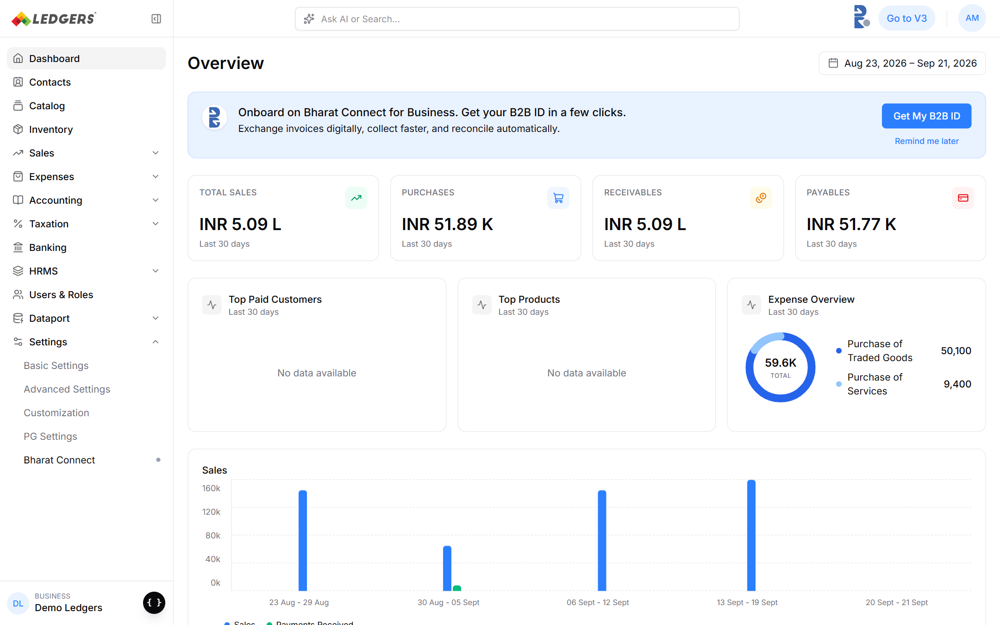 LEDGERS
Ask AI or Search...
Go to V3
AM
Dashboard
Contacts
Catalog
Inventory
Sales
Expenses
Accounting
Taxation
Banking
HRMS
Users & Roles
Dataport
Settings
Basic Settings
Advanced Settings
Customization
PG Settings
Bharat Connect
DL
BUSINESS
Demo Ledgers
{ }
Overview
Aug 23, 2026 – Sep 21, 2026
Onboard on Bharat Connect for Business. Get your B2B ID in a few clicks.
Exchange invoices digitally, collect faster, and reconcile automatically.
Get My B2B ID
Remind me later
TOTAL SALES
INR 5.09 L
Last 30 days
PURCHASES
INR 51.89 K
Last 30 days
RECEIVABLES
INR 5.09 L
Last 30 days
PAYABLES
INR 51.77 K
Last 30 days
Top Paid Customers
Last 30 days
No data available
Top Products
Last 30 days
No data available
Expense Overview
Last 30 days
59.6K
TOTAL
Purchase of
Traded Goods
50,100
Purchase of
Services
9,400
Sales
160k
120k
80k
40k
0k
23 Aug - 29 Aug
30 Aug - 05 Sept
06 Sept - 12 Sept
13 Sept - 19 Sept
20 Sept - 21 Sept
Sales
Payments Received